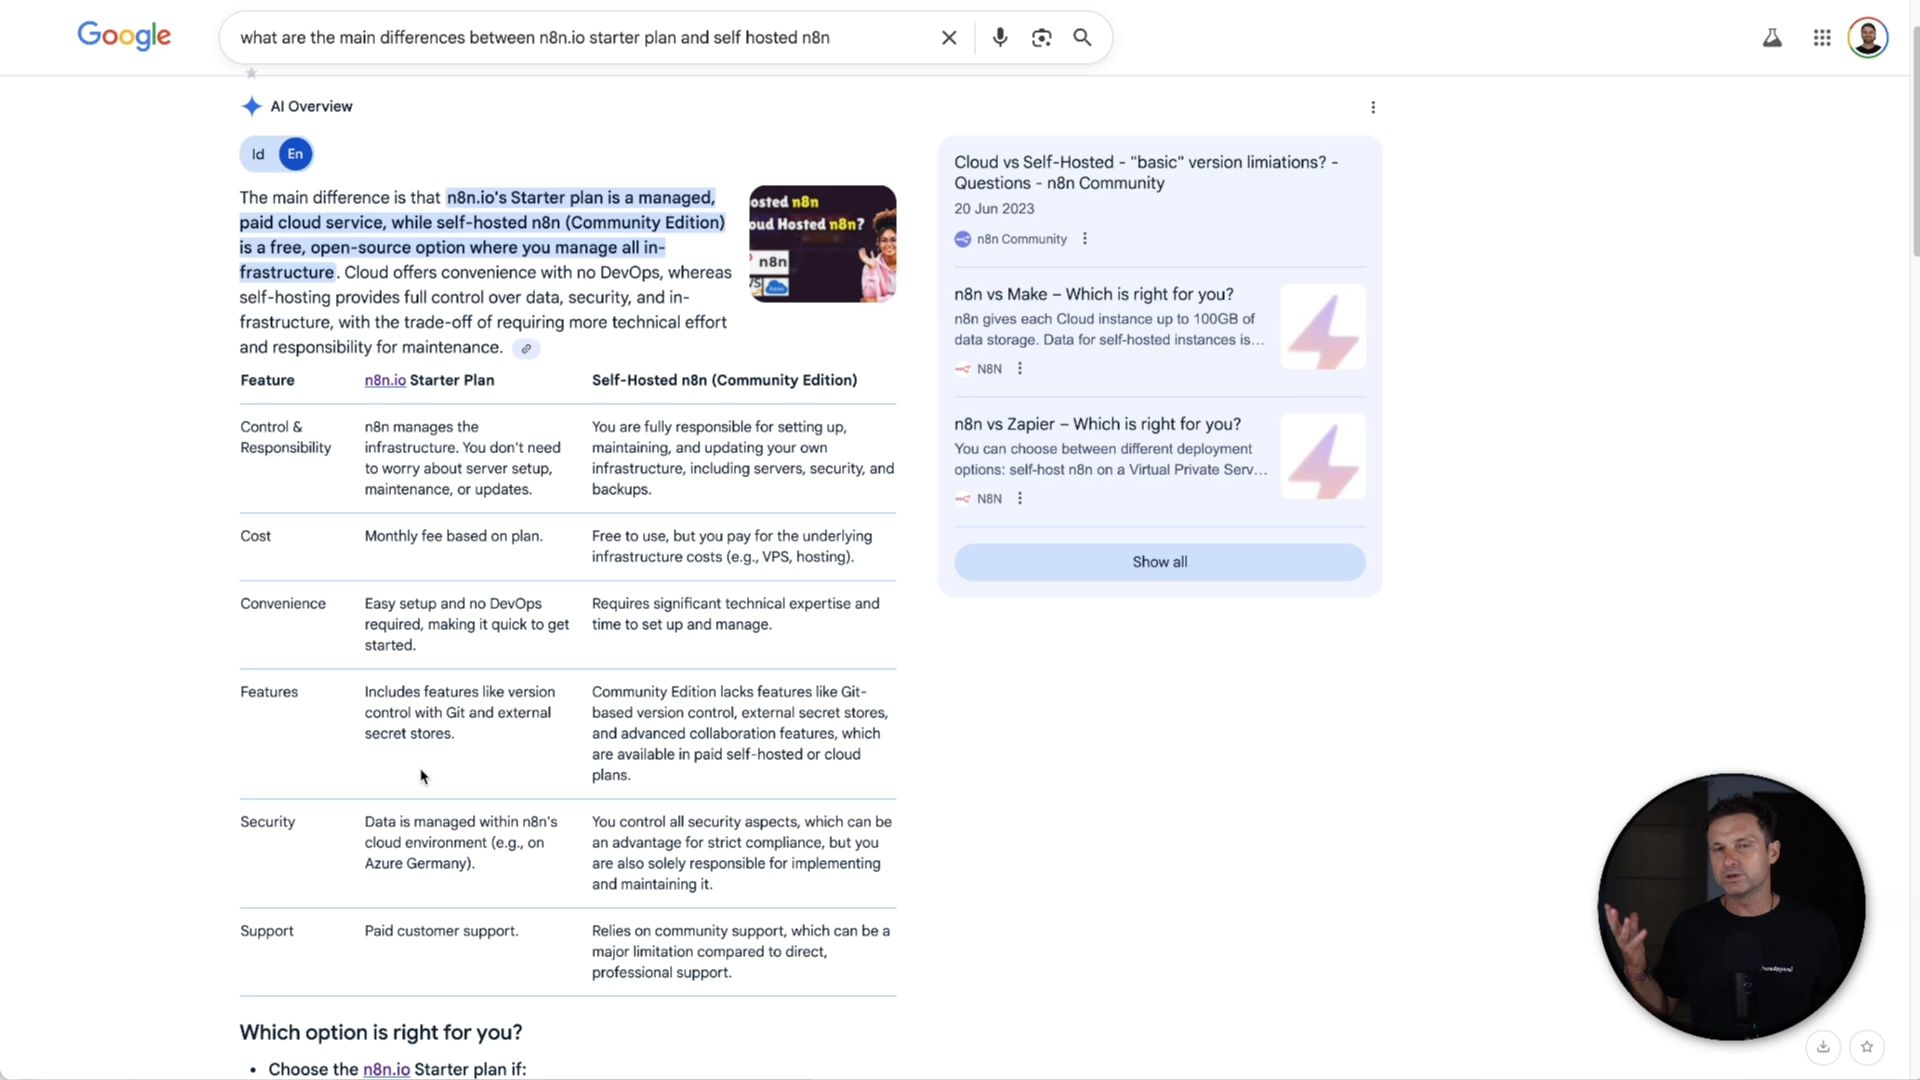 Google
what are the main differences between n8n.io starter plan and self hosted n8n
AI Overview
Id En
The main difference is that n8n.io's Starter plan is a managed,
paid cloud service, while self-hosted n8n (Community Edition)
is a free, open-source option where you manage all in-
frastructure. Cloud offers convenience with no DevOps, whereas
self-hosting provides full control over data, security, and in-
frastructure, with the trade-off of requiring more technical effort
and responsibility for maintenance.
osted n8n
oud Hosted n8n?
n8n
Feature n8n.io Starter Plan Self-Hosted n8n (Community Edition)
Control &
Responsibility
n8n manages the
infrastructure. You don't need
to worry about server setup,
maintenance, or updates.
You are fully responsible for setting up,
maintaining, and updating your own
infrastructure, including servers, security, and
backups.
Cost
Monthly fee based on plan.
Free to use, but you pay for the underlying
infrastructure costs (e.g., VPS, hosting).
Convenience
Easy setup and no DevOps
required, making it quick to get
started.
Requires significant technical expertise and
time to set up and manage.
Features
Includes features like version
control with Git and external
secret stores.
Community Edition lacks features like Git-
based version control, external secret stores,
and advanced collaboration features, which
are available in paid self-hosted or cloud
plans.
Security
Data is managed within n8n's
cloud environment (e.g., on
Azure Germany).
You control all security aspects, which can be
an advantage for strict compliance, but you
are also solely responsible for implementing
and maintaining it.
Support
Paid customer support.
Relies on community support, which can be a
major limitation compared to direct,
professional support.
Which option is right for you?
• Choose the n8n.io Starter plan if:
Cloud vs Self-Hosted - "basic" version limiations? -
Questions - n8n Community
20 Jun 2023
n8n Community
n8n vs Make – Which is right for you?
n8n gives each Cloud instance up to 100GB of
data storage. Data for self-hosted instances is...
N8N
n8n vs Zapier – Which is right for you?
You can choose between different deployment
options: self-host n8n on a Virtual Private Serv...
N8N
Show all